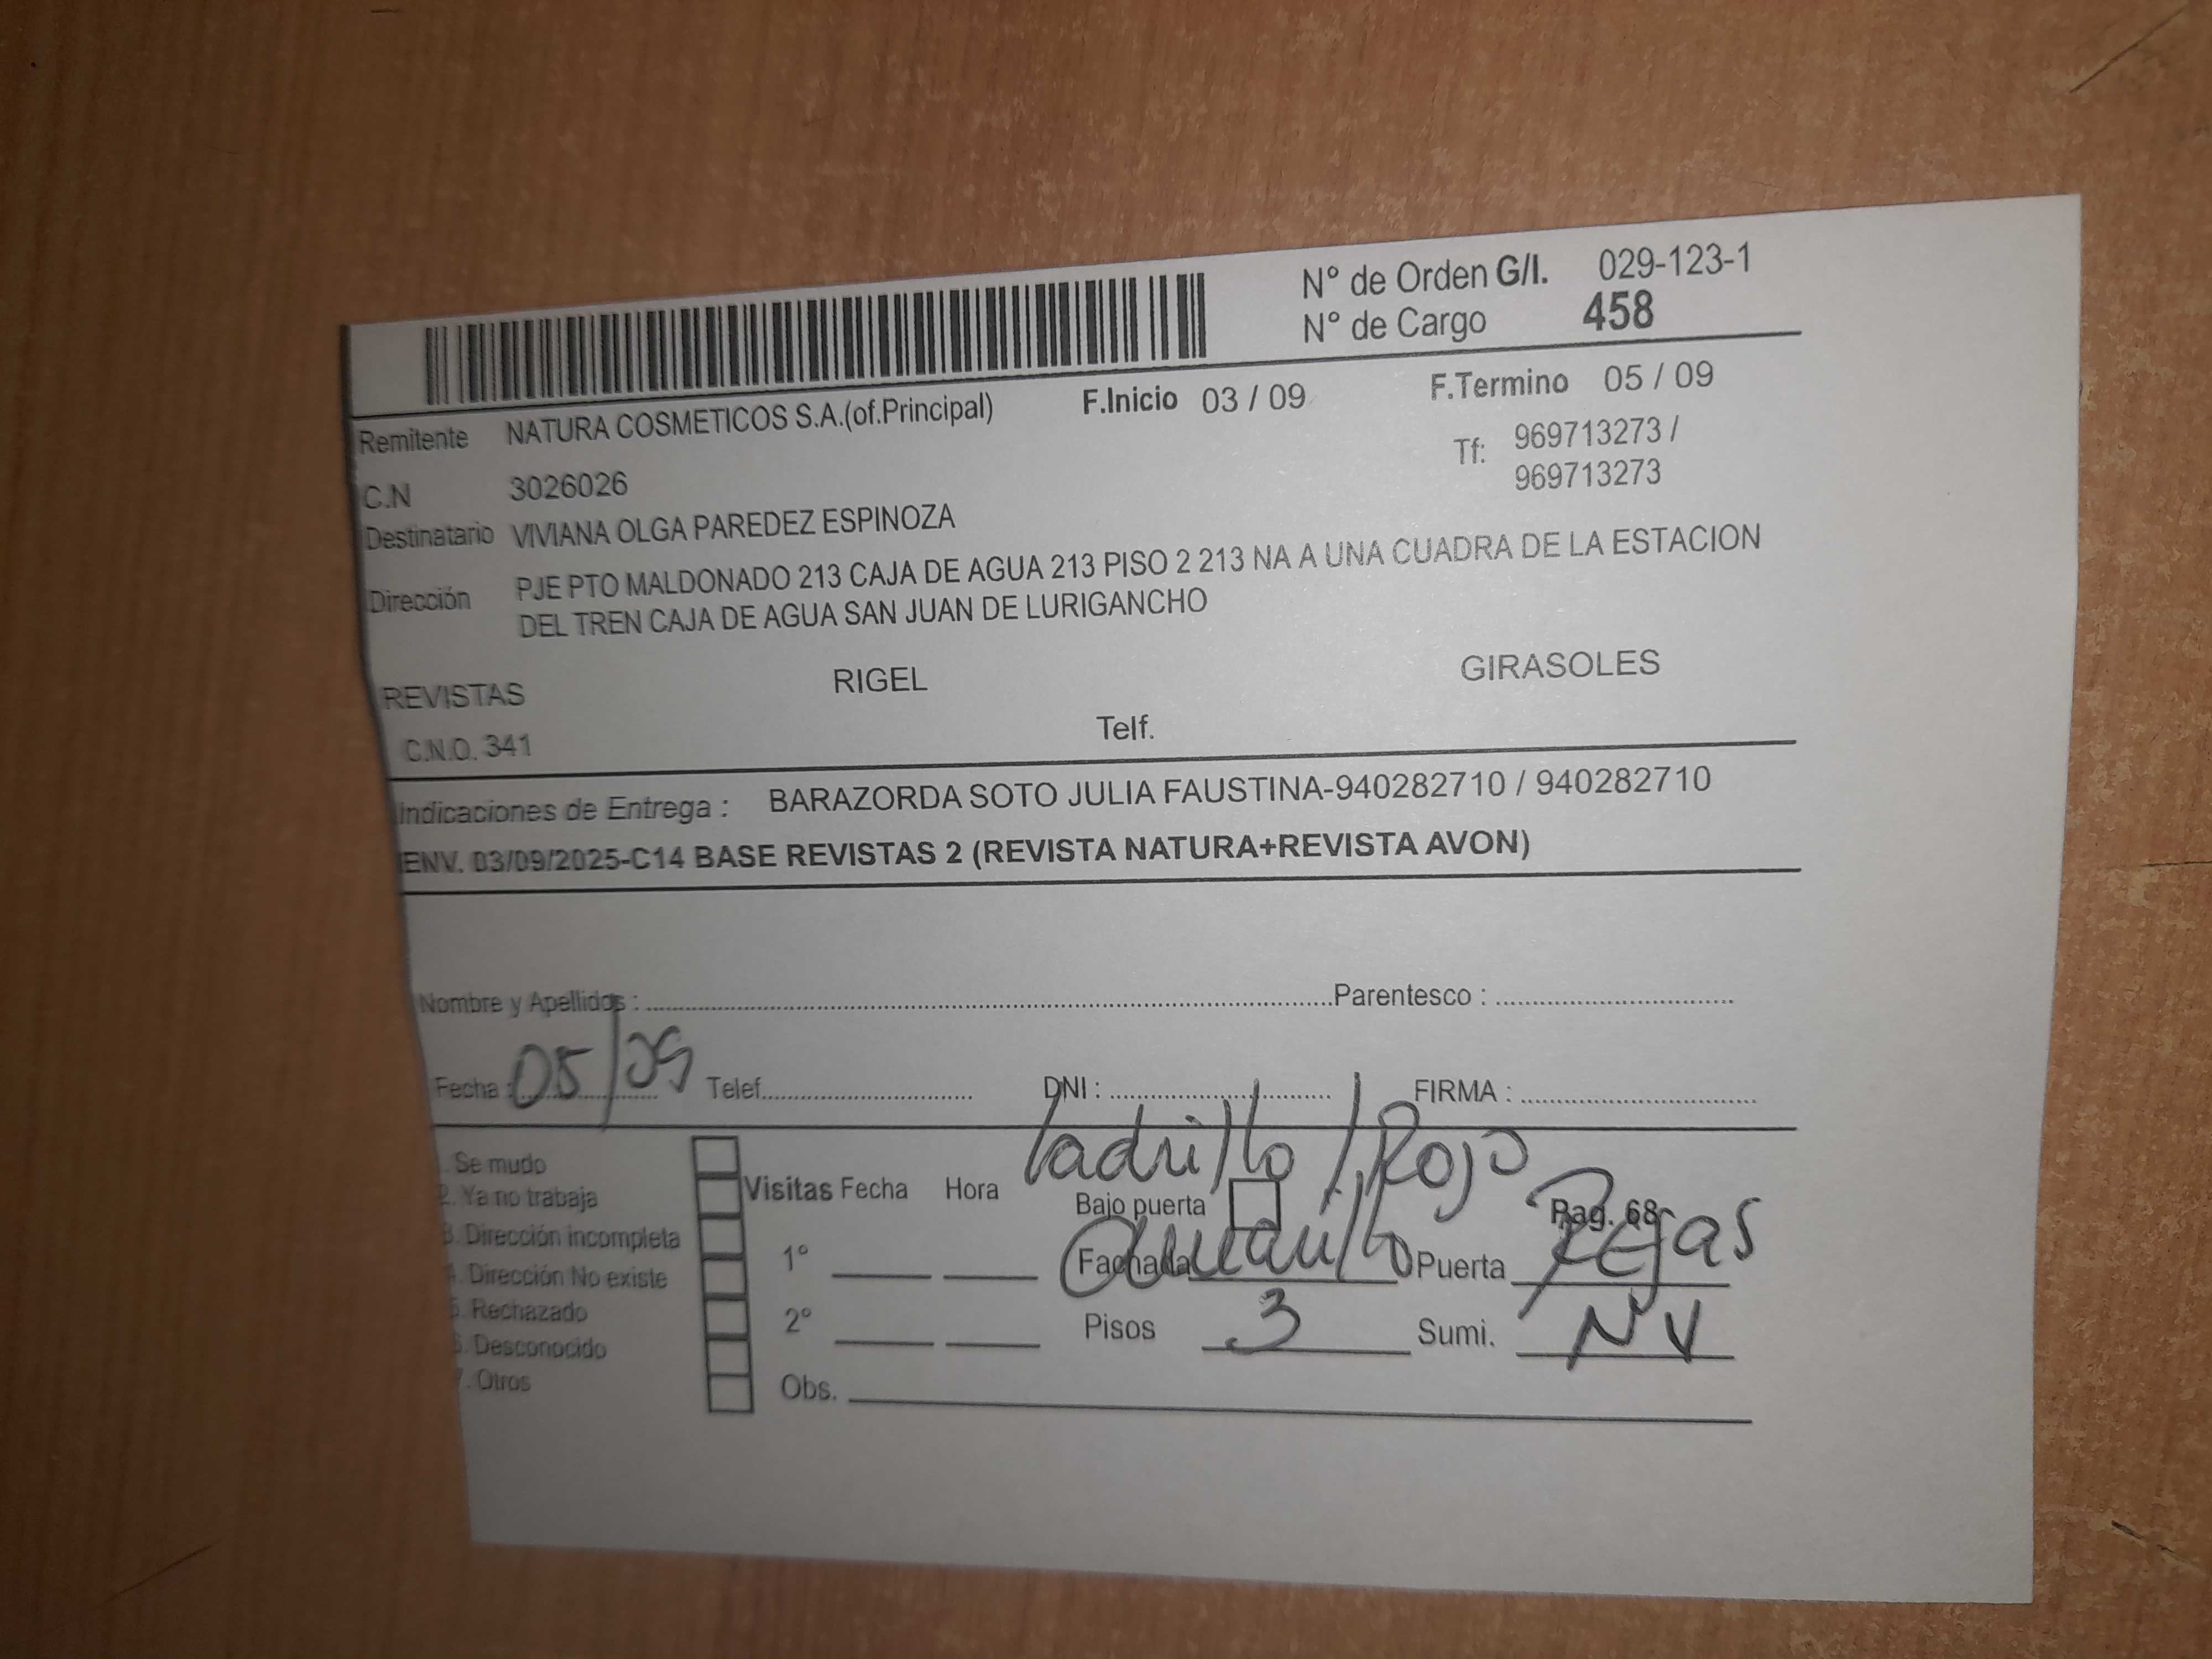 N° de Orden G/I. 029-123-1
N° de Cargo 458
Remitente NATURA COSMETICOS S.A.(of.Principal) F.Inicio 03 / 09 F.Termino 05 / 09
C.N 3026026 Tf: 969713273 /
969713273
Destinatario VIVIANA OLGA PAREDEZ ESPINOZA
Dirección PJE PTO MALDONADO 213 CAJA DE AGUA 213 PISO 2 213 NA A UNA CUADRA DE LA ESTACION
DEL TREN CAJA DE AGUA SAN JUAN DE LURIGANCHO
REVISTAS RIGEL GIRASOLES
C.N.O. 341 Telf.
Indicaciones de Entrega : BARAZORDA SOTO JULIA FAUSTINA-940282710 / 940282710
ENV. 03/09/2025-C14 BASE REVISTAS 2 (REVISTA NATURA+REVISTA AVON)
Nombre y Apellidos : Parentesco :
Fecha : 05/09 Telef. DNI : FIRMA :
ladrillo / Rojo
. Se mudo
2. Ya no trabaja Visitas Fecha Hora Bajo puerta Pag. 68
3. Dirección incompleta
4. Dirección No existe 1° Fachada Amarillo Puerta Rejas
5. Rechazado
6. Desconocido 2° Pisos 3 Sumi. NV
7. Otros Obs.